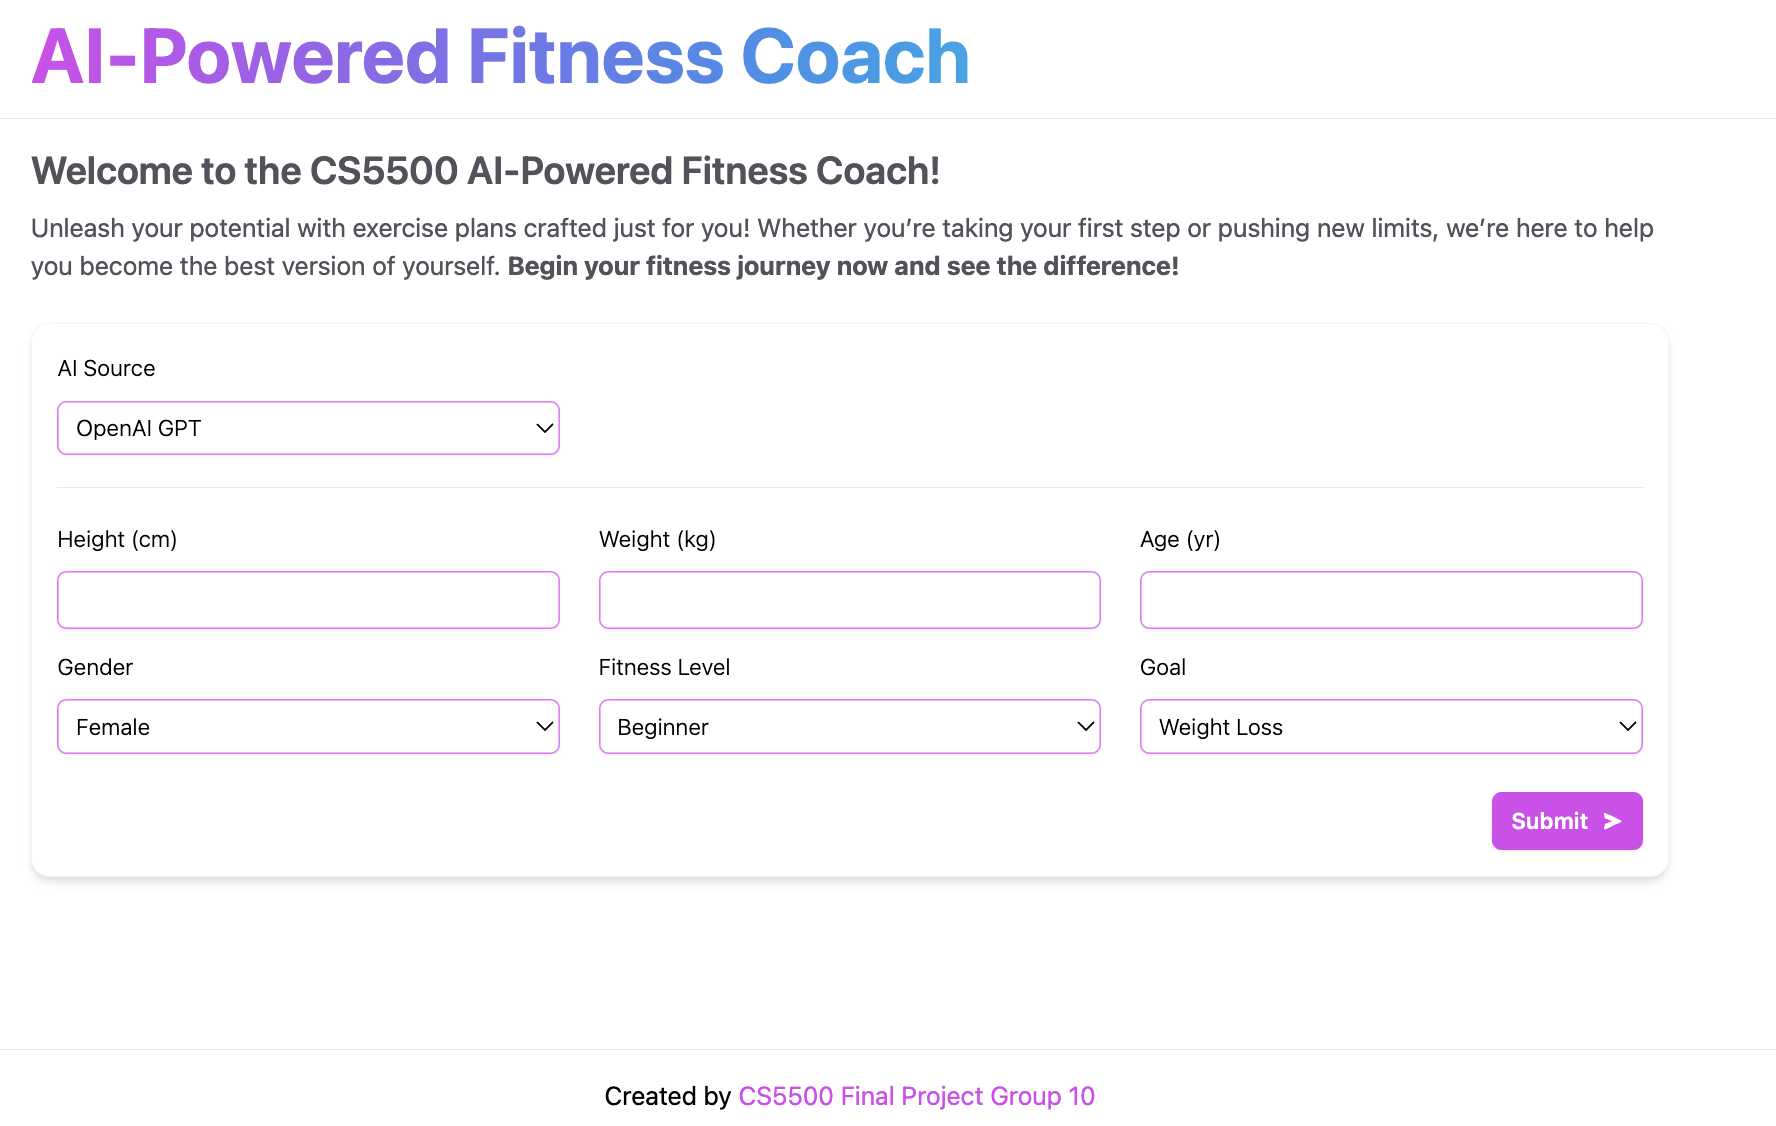 AI-Powered Fitness Coach
Welcome to the CS5500 AI-Powered Fitness Coach!
Unleash your potential with exercise plans crafted just for you! Whether you’re taking your first step or pushing new limits, we’re here to help
you become the best version of yourself. Begin your fitness journey now and see the difference!
AI Source
OpenAI GPT
Height (cm)
Weight (kg)
Age (yr)
Gender
Fitness Level
Goal
Female
Beginner
Weight Loss
Submit
Created by CS5500 Final Project Group 10